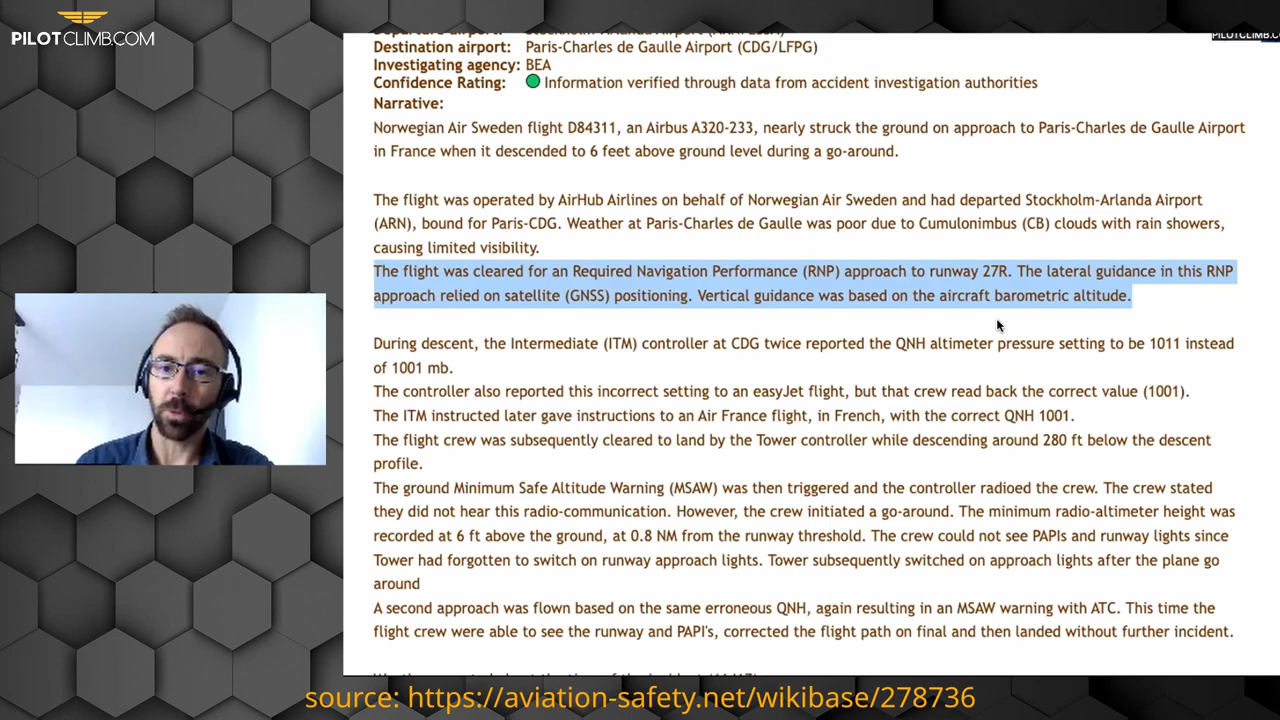 PILOTCLIMB.COM
Destination airport: Paris-Charles de Gaulle Airport (CDG/LFPG)
Investigating agency: BEA
Confidence Rating: Information verified through data from accident investigation authorities
Narrative:
Norwegian Air Sweden flight D84311, an Airbus A320-233, nearly struck the ground on approach to Paris-Charles de Gaulle Airport
in France when it descended to 6 feet above ground level during a go-around.
The flight was operated by AirHub Airlines on behalf of Norwegian Air Sweden and had departed Stockholm-Arlanda Airport
(ARN), bound for Paris-CDG. Weather at Paris-Charles de Gaulle was poor due to Cumulonimbus (CB) clouds with rain showers,
causing limited visibility.
The flight was cleared for an Required Navigation Performance (RNP) approach to runway 27R. The lateral guidance in this RNP
approach relied on satellite (GNSS) positioning. Vertical guidance was based on the aircraft barometric altitude.
During descent, the Intermediate (ITM) controller at CDG twice reported the QNH altimeter pressure setting to be 1011 instead
of 1001 mb.
The controller also reported this incorrect setting to an easyJet flight, but that crew read back the correct value (1001).
The ITM instructed later gave instructions to an Air France flight, in French, with the correct QNH 1001.
The flight crew was subsequently cleared to land by the Tower controller while descending around 280 ft below the descent
profile.
The ground Minimum Safe Altitude Warning (MSAW) was then triggered and the controller radioed the crew. The crew stated
they did not hear this radio-communication. However, the crew initiated a go-around. The minimum radio-altimeter height was
recorded at 6 ft above the ground, at 0.8 NM from the runway threshold. The crew could not see PAPIs and runway lights since
Tower had forgotten to switch on runway approach lights. Tower subsequently switched on approach lights after the plane go
around
A second approach was flown based on the same erroneous QNH, again resulting in an MSAW warning with ATC. This time the
flight crew were able to see the runway and PAPI's, corrected the flight path on final and then landed without further incident.
source: https://aviation-safety.net/wikibase/278736